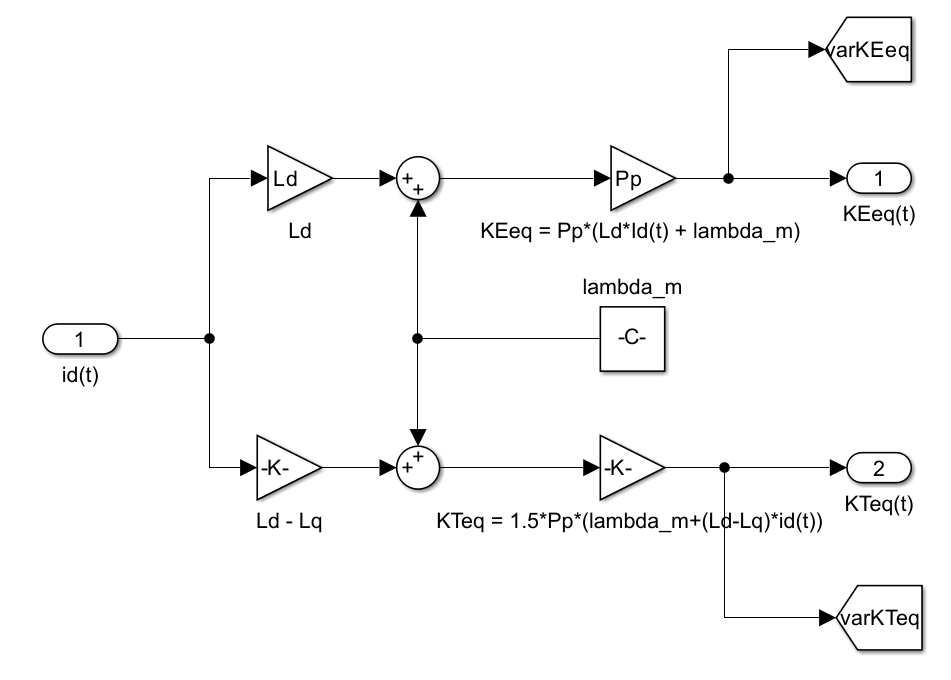 varKEeq
Ld
+
+
Pp
1
Ld
KEeq = Pp*(Ld*Id(t) + lambda_m)
KEeq(t)
lambda_m
1
-C-
id(t)
-K-
+
+
-K-
2
Ld - Lq
KTeq = 1.5*Pp*(lambda_m+(Ld-Lq)*id(t))
KTeq(t)
varKTeq